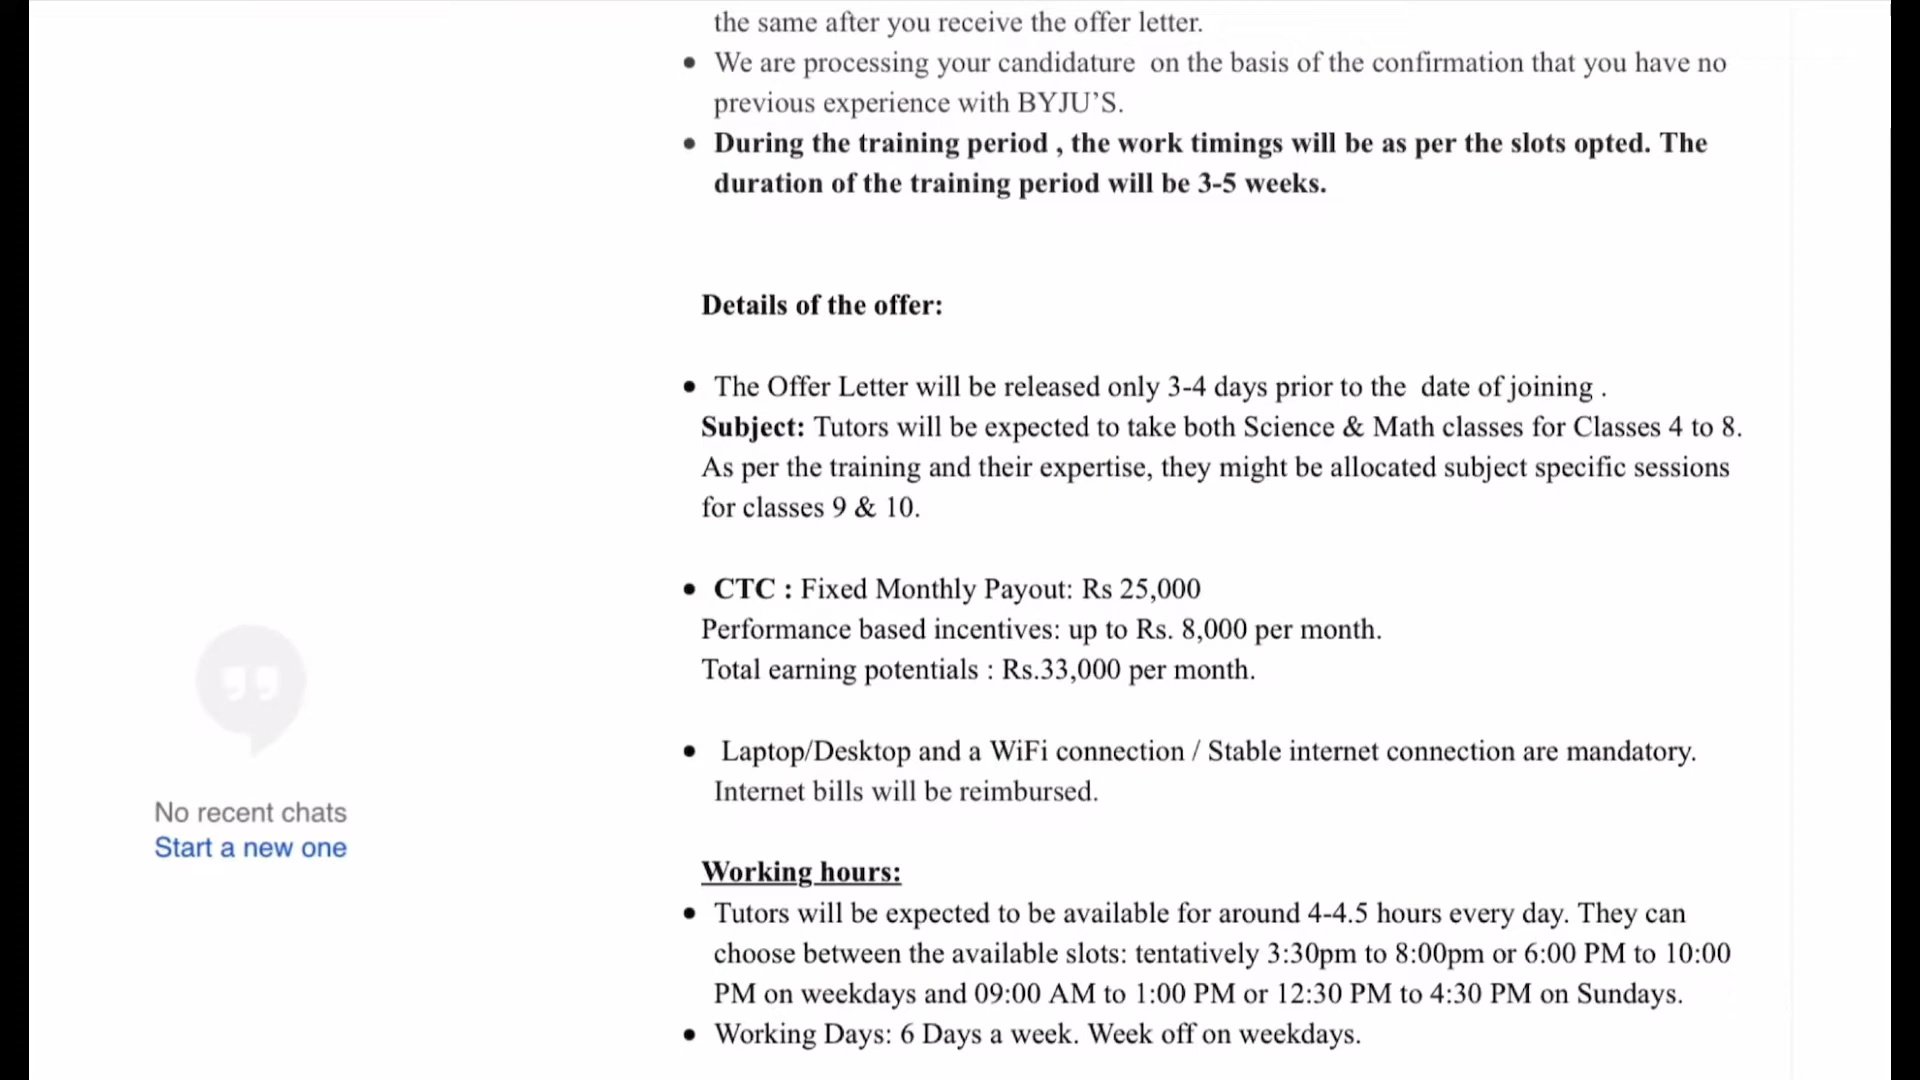 the same after you receive the offer letter.
• We are processing your candidature on the basis of the confirmation that you have no
previous experience with BYJU’S.
• During the training period , the work timings will be as per the slots opted. The
duration of the training period will be 3-5 weeks.
Details of the offer:
• The Offer Letter will be released only 3-4 days prior to the date of joining .
Subject: Tutors will be expected to take both Science & Math classes for Classes 4 to 8.
As per the training and their expertise, they might be allocated subject specific sessions
for classes 9 & 10.
• CTC : Fixed Monthly Payout: Rs 25,000
Performance based incentives: up to Rs. 8,000 per month.
Total earning potentials : Rs.33,000 per month.
• Laptop/Desktop and a WiFi connection / Stable internet connection are mandatory.
Internet bills will be reimbursed.
No recent chats
Start a new one
Working hours:
• Tutors will be expected to be available for around 4-4.5 hours every day. They can
choose between the available slots: tentatively 3:30pm to 8:00pm or 6:00 PM to 10:00
PM on weekdays and 09:00 AM to 1:00 PM or 12:30 PM to 4:30 PM on Sundays.
• Working Days: 6 Days a week. Week off on weekdays.